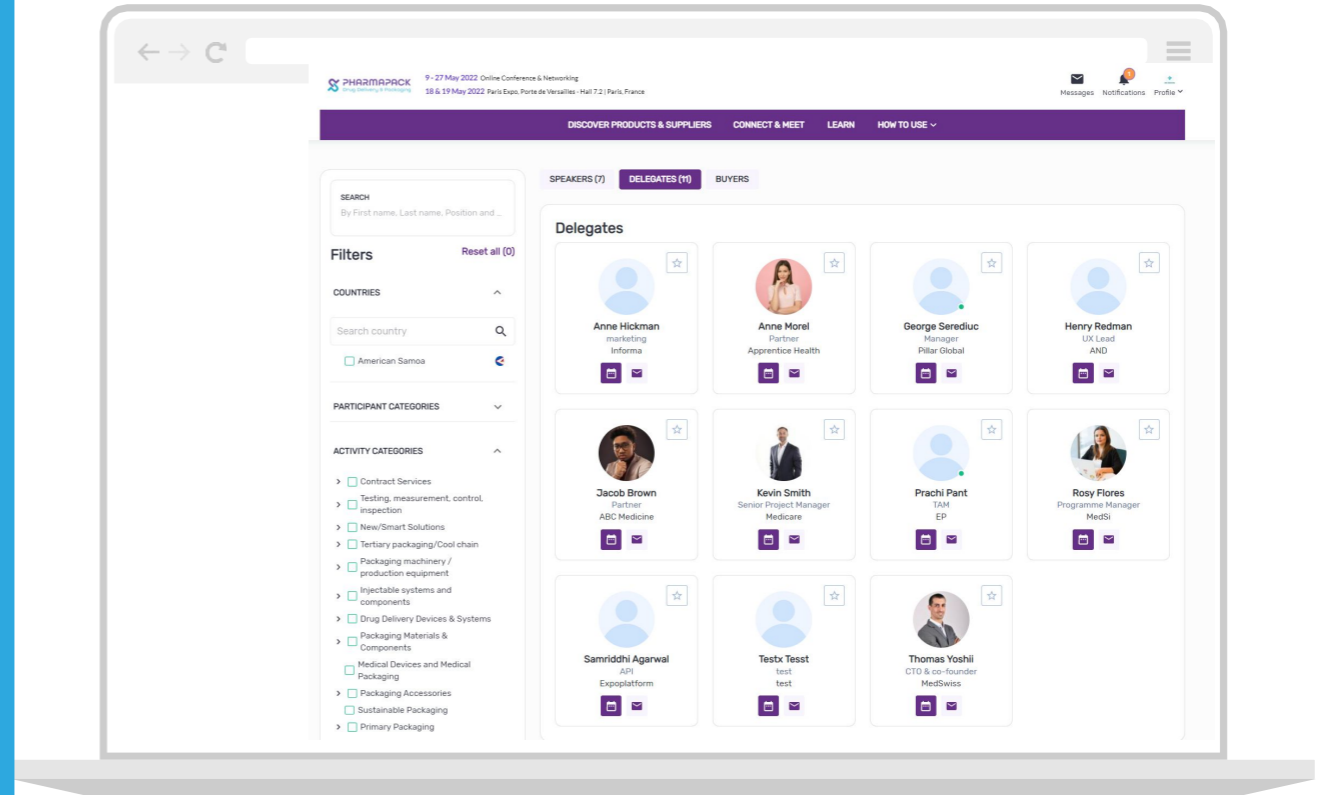 PHARMAPACK
Drug Delivery & Packaging
9 - 27 May 2022 Online Conference & Networking
18 & 19 May 2022 Paris Expo, Porte de Versailles - Hall 7.2 | Paris, France
1
Messages
Notifications
Profile
DISCOVER PRODUCTS & SUPPLIERS
CONNECT & MEET
LEARN
HOW TO USE
SEARCH
By First name, Last name, Position and ...
Filters
Reset all (0)
COUNTRIES
Search country
American Samoa
PARTICIPANT CATEGORIES
ACTIVITY CATEGORIES
Contract Services
Testing, measurement, control,
inspection
New/Smart Solutions
Tertiary packaging/Cool chain
Packaging machinery /
production equipment
Injectable systems and
components
Drug Delivery Devices & Systems
Packaging Materials &
Components
Medical Devices and Medical
Packaging
Packaging Accessories
Sustainable Packaging
Primary Packaging
SPEAKERS (7)
DELEGATES (11)
BUYERS
Delegates
Anne Hickman
marketing
Informa
Anne Morel
Partner
Apprentice Health
George Serediuc
Manager
Pillar Global
Henry Redman
UX Lead
AND
Jacob Brown
Partner
ABC Medicine
Kevin Smith
Senior Project Manager
Medicare
Prachi Pant
TAM
EP
Rosy Flores
Programme Manager
MedSi
Samriddhi Agarwal
API
Expoplatform
Testx Tesst
test
test
Thomas Yoshii
CTO & co-founder
MedSwiss